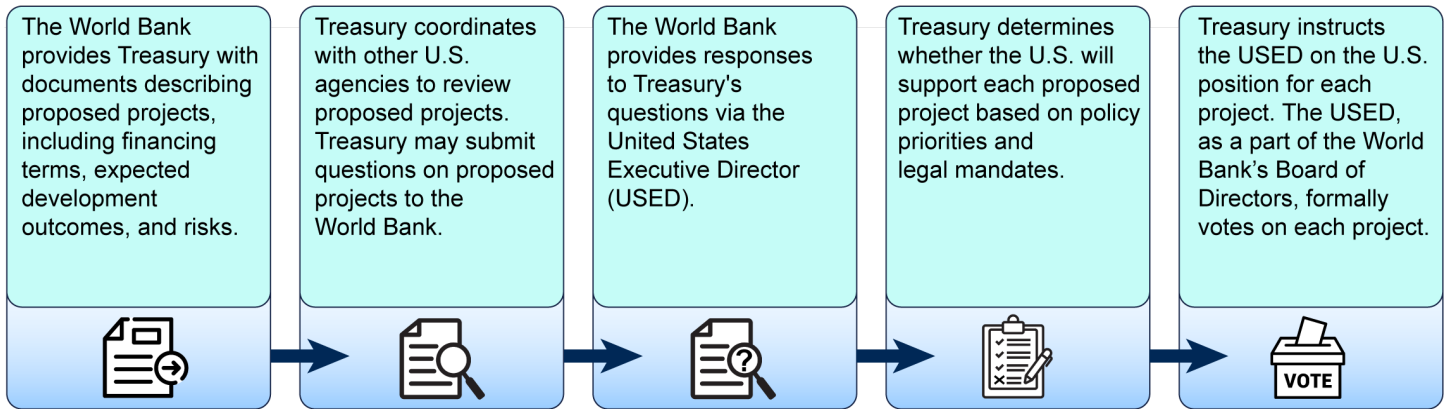 The World Bank
provides Treasury with
documents describing
proposed projects,
including financing
terms, expected
development
outcomes, and risks.
Treasury coordinates
with other U.S.
agencies to review
proposed projects.
Treasury may submit
questions on proposed
projects to the
World Bank.
The World Bank
provides responses
to Treasury's
questions via the
United States
Executive Director
(USED).
Treasury determines
whether the U.S. will
support each proposed
project based on policy
priorities and
legal mandates.
Treasury instructs
the USED on the U.S.
position for each
project. The USED,
as a part of the World
Bank’s Board of
Directors, formally
votes on each project.
?
VOTE